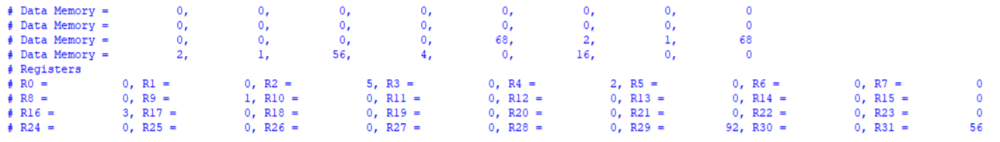 # Data Memory = 0, 0, 0, 0, 0, 0, 0, 0
# Data Memory = 0, 0, 0, 0, 0, 0, 0, 0
# Data Memory = 0, 0, 0, 0, 68, 2, 1, 68
# Data Memory = 2, 1, 56, 4, 0, 16, 0, 0
# Registers
# R0 = 0, R1 = 0, R2 = 5, R3 = 0, R4 = 2, R5 = 0, R6 = 0, R7 = 0
# R8 = 0, R9 = 1, R10 = 0, R11 = 0, R12 = 0, R13 = 0, R14 = 0, R15 = 0
# R16 = 3, R17 = 0, R18 = 0, R19 = 0, R20 = 0, R21 = 0, R22 = 0, R23 = 0
# R24 = 0, R25 = 0, R26 = 0, R27 = 0, R28 = 0, R29 = 92, R30 = 0, R31 = 56